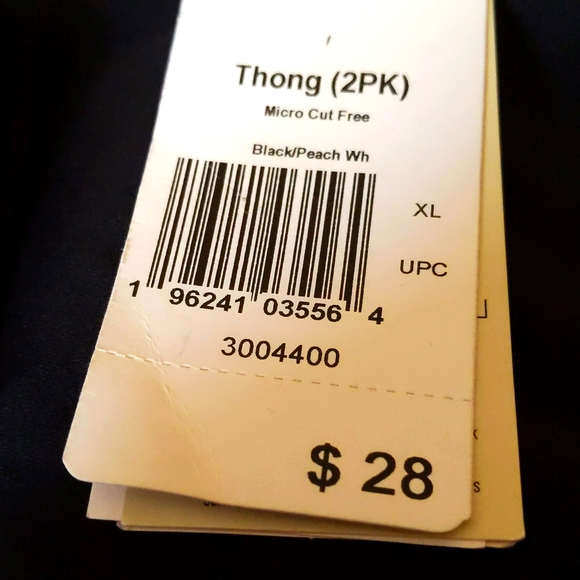 Thong (2PK)
Micro Cut Free
Black/Peach Wh
XL
UPC
1 96241 03556 4
3004400
$ 28